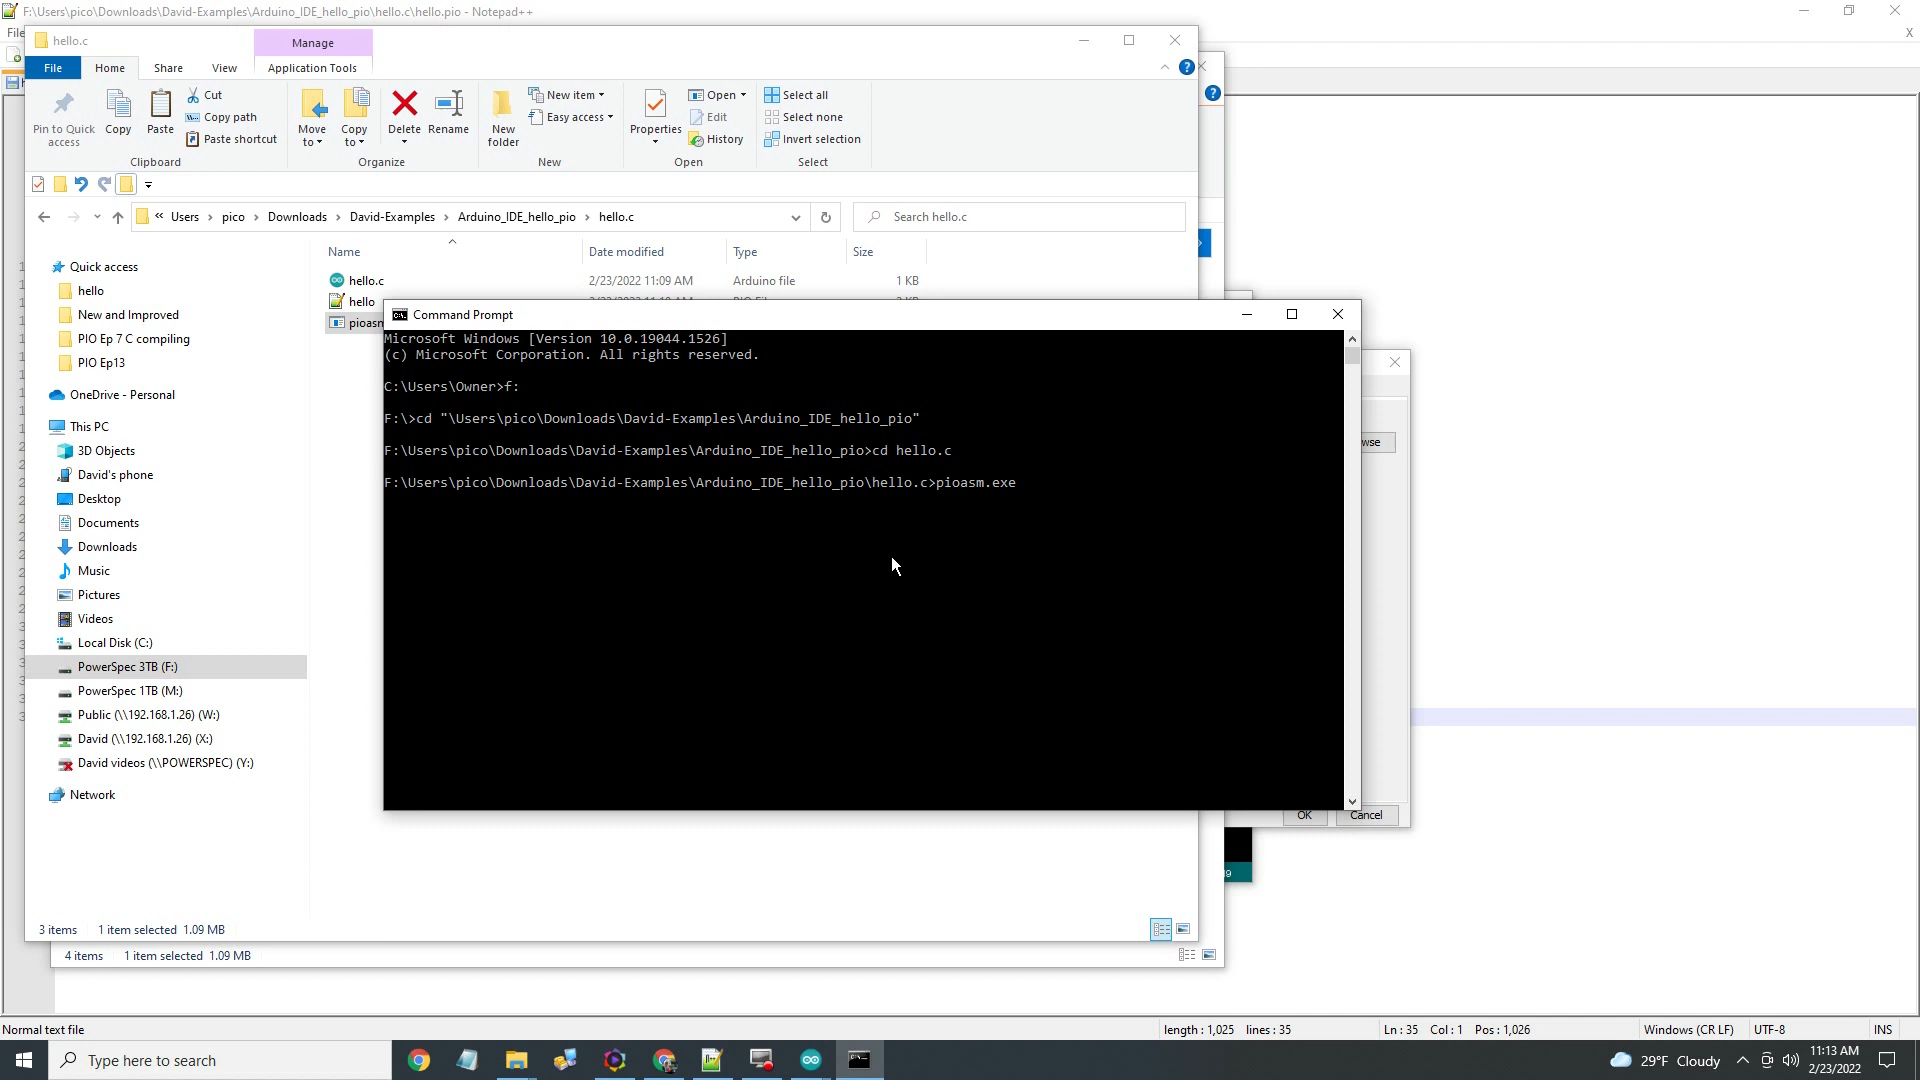 F:\Users\pico\Downloads\David-Examples\Arduino_IDE_hello_pio\hello.c\hello.pio - Notepad++
File
hello.c
Manage
X
File
Home
Share
View
Application Tools
Pin to Quick access
Copy
Paste
Cut
Copy path
Paste shortcut
Clipboard
Move to
Copy to
Delete
Rename
Organize
New folder
New item
Easy access
New
Properties
Open
Edit
History
Open
Select all
Select none
Invert selection
Select
« Users › pico › Downloads › David-Examples › Arduino_IDE_hello_pio › hello.c
Search hello.c
Name
Date modified
Type
Size
hello.c
2/23/2022 11:09 AM
Arduino file
1 KB
hello
Quick access
hello
New and Improved
PIO Ep 7 C compiling
PIO Ep13
OneDrive - Personal
This PC
3D Objects
David's phone
Desktop
Documents
Downloads
Music
Pictures
Videos
Local Disk (C:)
PowerSpec 3TB (F:)
PowerSpec 1TB (M:)
Public (\\192.168.1.26) (W:)
David (\\192.168.1.26) (X:)
David videos (\\POWERSPEC) (Y:)
Network
Command Prompt
Microsoft Windows [Version 10.0.19044.1526]
(c) Microsoft Corporation. All rights reserved.
C:\Users\Owner>f:
F:\>cd "\Users\pico\Downloads\David-Examples\Arduino_IDE_hello_pio"
F:\Users\pico\Downloads\David-Examples\Arduino_IDE_hello_pio>cd hello.c
F:\Users\pico\Downloads\David-Examples\Arduino_IDE_hello_pio\hello.c>pioasm.exe
wse
OK
Cancel
3 items
1 item selected 1.09 MB
4 items
1 item selected 1.09 MB
Normal text file
length : 1,025 lines : 35
Ln : 35 Col : 1 Pos : 1,026
Windows (CR LF)
UTF-8
INS
Type here to search
29°F Cloudy
11:13 AM
2/23/2022